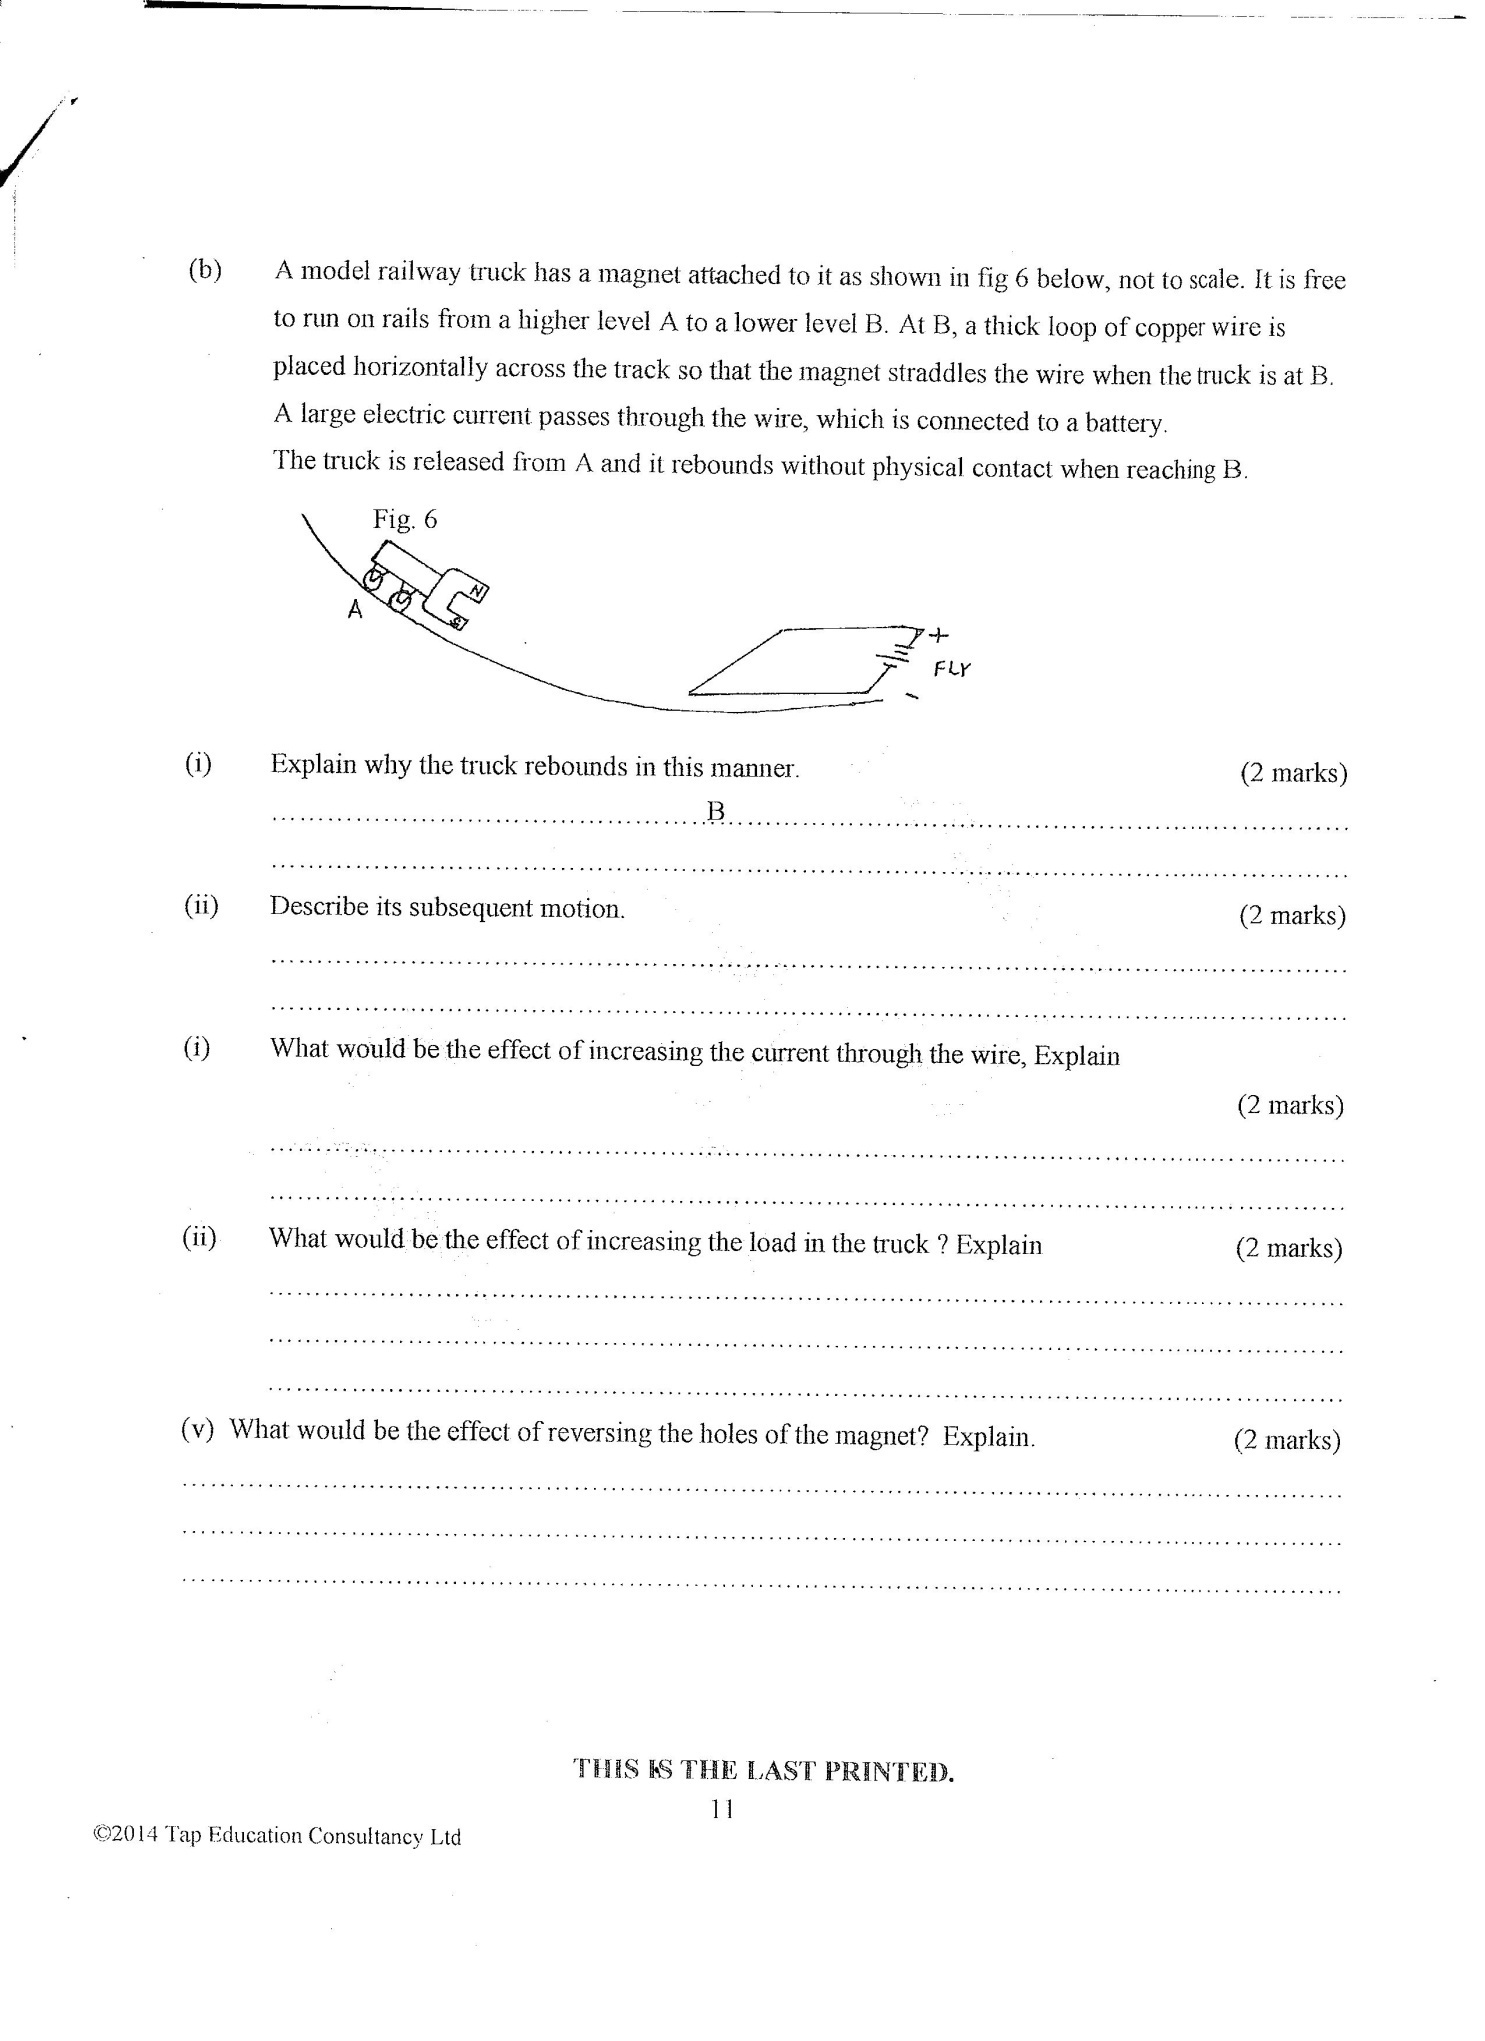 (b) A model railway truck has a magnet attached to it as shown in fig 6 below, not to scale. It is free
to run on rails from a higher level A to a lower level B. At B, a thick loop of copper wire is
placed horizontally across the track so that the magnet straddles the wire when the truck is at B.
A large electric current passes through the wire, which is connected to a battery.
The truck is released from A and it rebounds without physical contact when reaching B.
Fig. 6
N
S
A
+
FLY
-
(i) Explain why the truck rebounds in this manner. (2 marks)
B
(ii) Describe its subsequent motion. (2 marks)
(i) What would be the effect of increasing the current through the wire, Explain
(2 marks)
(ii) What would be the effect of increasing the load in the truck ? Explain (2 marks)
(v) What would be the effect of reversing the holes of the magnet? Explain. (2 marks)
THIS IS THE LAST PRINTED.
11
©2014 Tap Education Consultancy Ltd